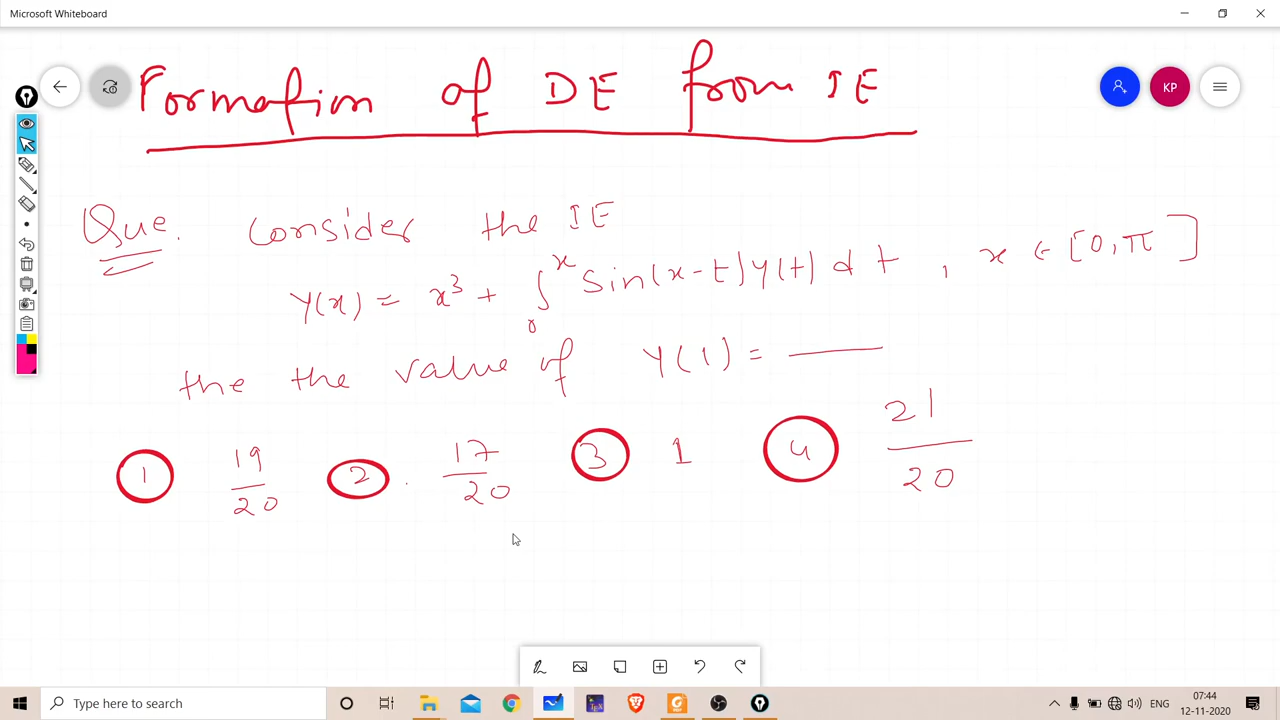 Microsoft Whiteboard
Formation of DE from IE
KP
Que. Consider the IE
y(x) = x³ + ∫₀ˣ sin(x-t)y(t)dt , x ∈ [0, π]
the the value of y(1) = ___
① 19/20 ② . 17/20 ③ 1 ④ 21/20
Type here to search
07:44
12-11-2020